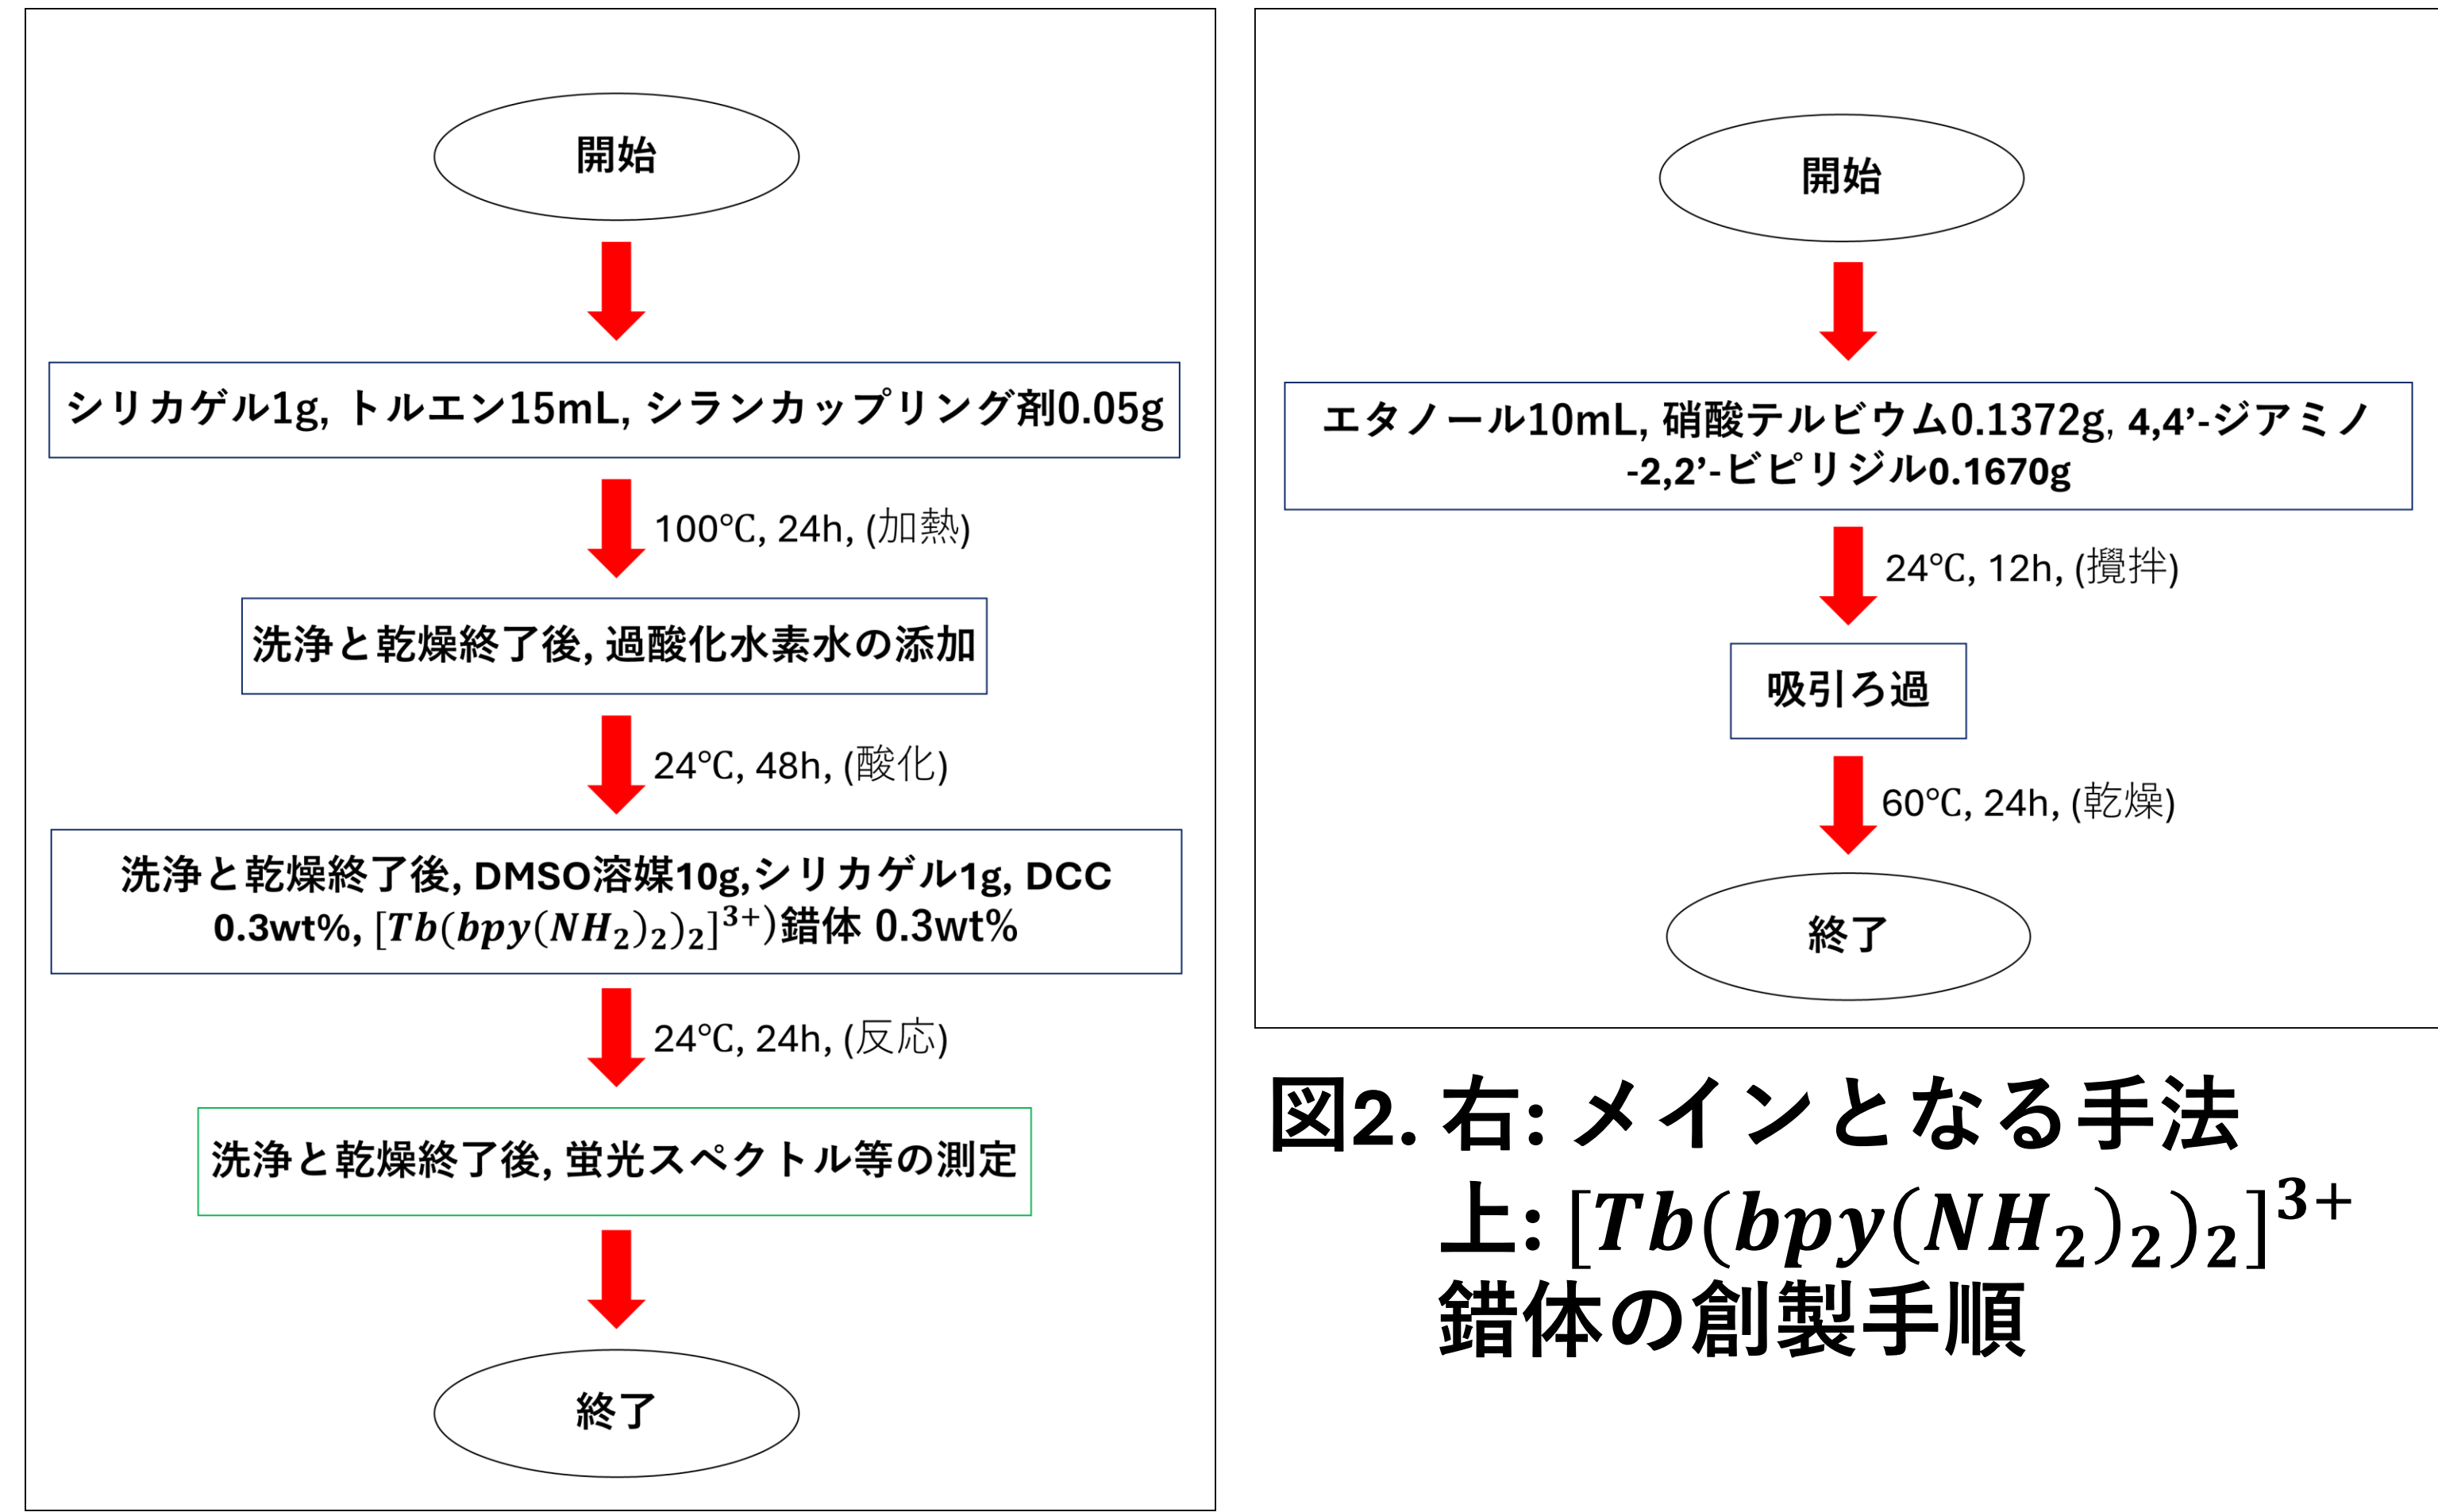 開始
シリカゲル1g, トルエン15mL, シランカップリング剤0.05g
100℃, 24h, (加熱)
洗浄と乾燥終了後, 過酸化水素水の添加
24℃, 48h, (酸化)
洗浄と乾燥終了後, DMSO溶媒10g,シリカゲル1g, DCC
0.3wt%, [Tb(bpy(NH₂)₂)₂]³⁺)錯体 0.3wt%
24℃, 24h, (反応)
洗浄と乾燥終了後, 蛍光スペクトル等の測定
終了
開始
エタノール10mL, 硝酸テルビウム0.1372g, 4,4’-ジアミノ
-2,2’-ビピリジル0.1670g
24℃, 12h, (攪拌)
吸引ろ過
60℃, 24h, (乾燥)
終了
図2. 右: メインとなる手法
上: [Tb(bpy(NH₂)₂)₂]³⁺
錯体の創製手順